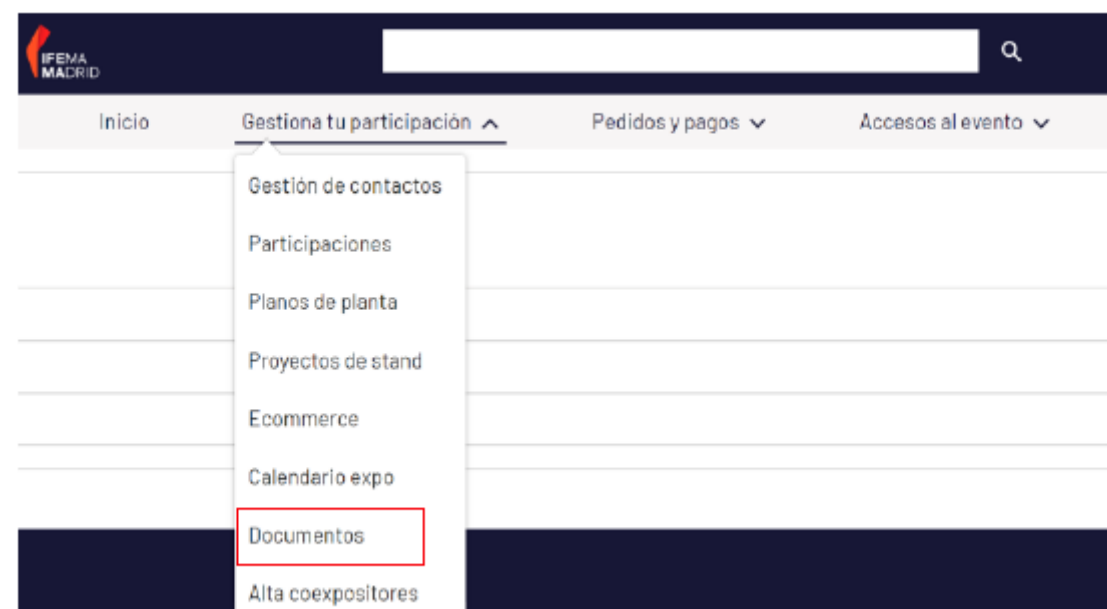 IFEMA
MADRID
Inicio Gestiona tu participación Pedidos y pagos Accesos al evento
Gestión de contactos
Participaciones
Planos de planta
Proyectos de stand
Ecommerce
Calendario expo
Documentos
Alta coexpositores